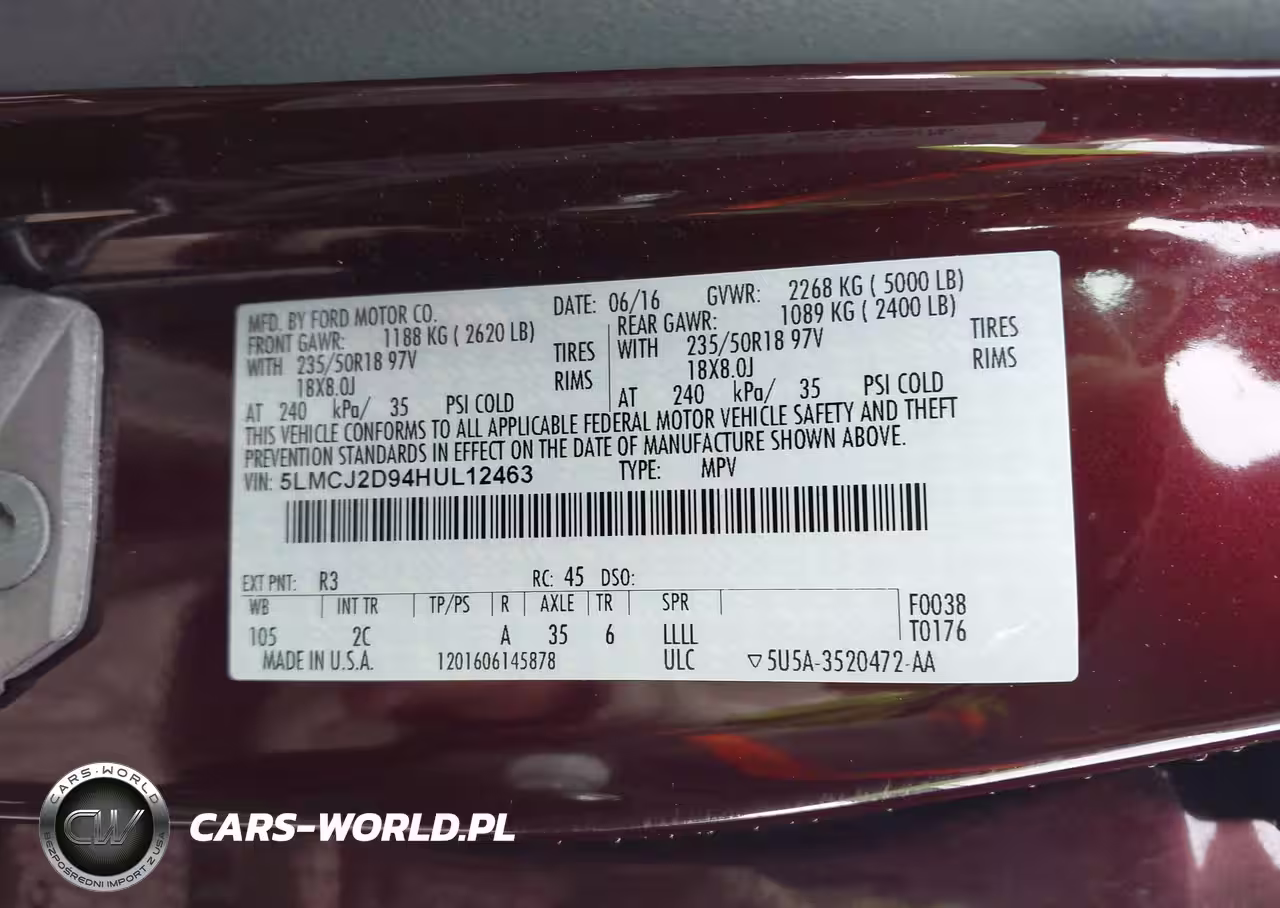 MFD. BY FORD MOTOR CO. DATE: 06/16 GVWR: 2268 KG ( 5000 LB)
FRONT GAWR: 1188 KG ( 2620 LB) REAR GAWR: 1089 KG ( 2400 LB)
WITH 235/50R18 97V TIRES WITH 235/50R18 97V TIRES
18X8.0J RIMS 18X8.0J RIMS
AT 240 kPa/ 35 PSI COLD AT 240 kPa/ 35 PSI COLD
THIS VEHICLE CONFORMS TO ALL APPLICABLE FEDERAL MOTOR VEHICLE SAFETY AND THEFT
PREVENTION STANDARDS IN EFFECT ON THE DATE OF MANUFACTURE SHOWN ABOVE.
VIN: 5LMCJ2D94HUL12463 TYPE: MPV
EXT PNT: R3 RC: 45 DSO:
WB INT TR TP/PS R AXLE TR SPR F0038
105 2C A 35 6 LLLL T0176
MADE IN U.S.A. 1201606145878 ULC ▽5U5A-3520472-AA
CARS-WORLD
CW
BEZPOŚREDNI IMPORT Z USA
CARS-WORLD.PL